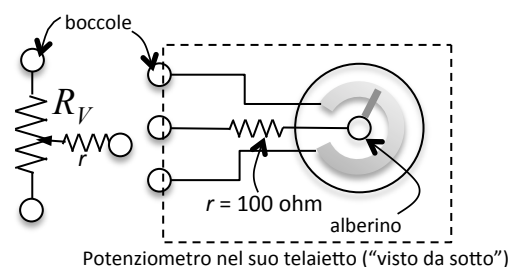 boccole
R_V
r
r = 100 ohm
alberino
Potenziometro nel suo telaietto (“visto da sotto”)